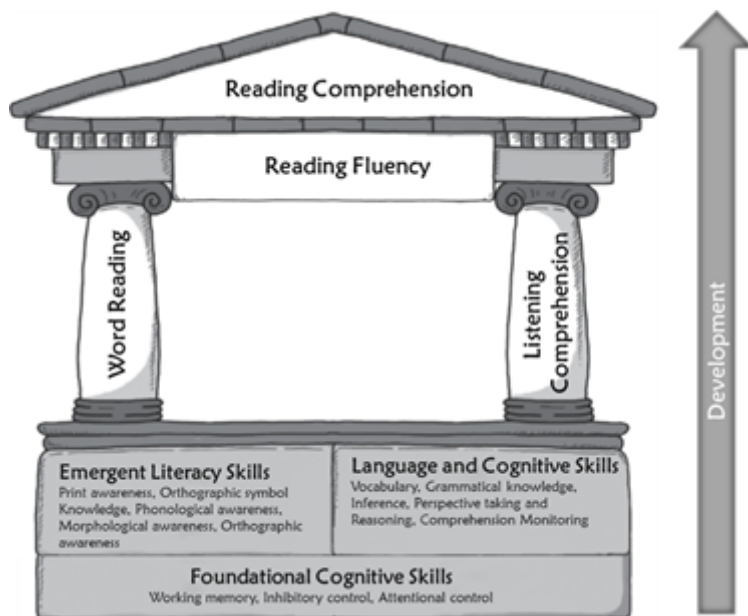 Reading Comprehension
Reading Fluency
Word Reading
Listening
Comprehension
Development
Emergent Literacy Skills
Print awareness, Orthographic symbol
Knowledge, Phonological awareness,
Morphological awareness, Orthographic
awareness
Language and Cognitive Skills
Vocabulary, Grammatical knowledge,
Inference, Perspective taking and
Reasoning, Comprehension Monitoring
Foundational Cognitive Skills
Working memory, Inhibitory control, Attentional control